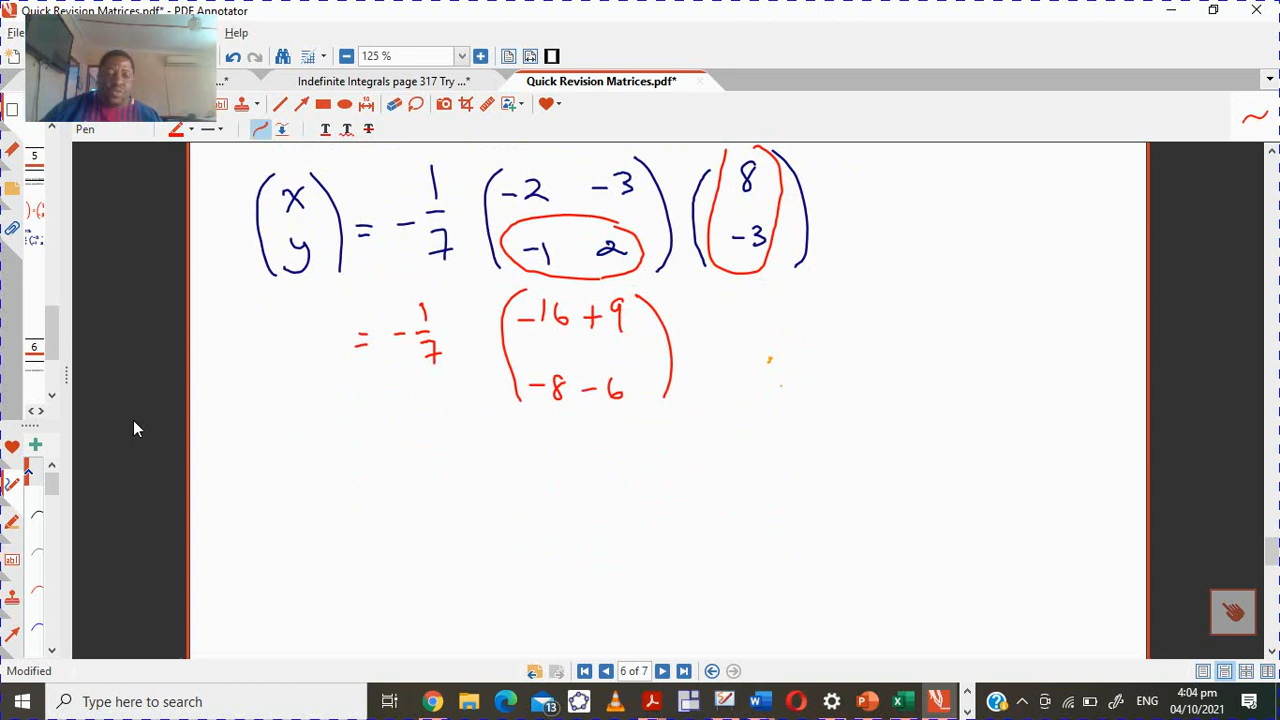 Quick Revision Matrices.pdf* - PDF Annotator
Help
125 %
Indefinite Integrals page 317 Try ...*
Quick Revision Matrices.pdf*
Pen
5
(x y) = - 1/7 (-2 -3 -1 2) (8 -3)
= - 1/7 (-16 + 9 -8 - 6)
Modified
6 of 7
Type here to search
13
ENG
4:04 pm
04/10/2021